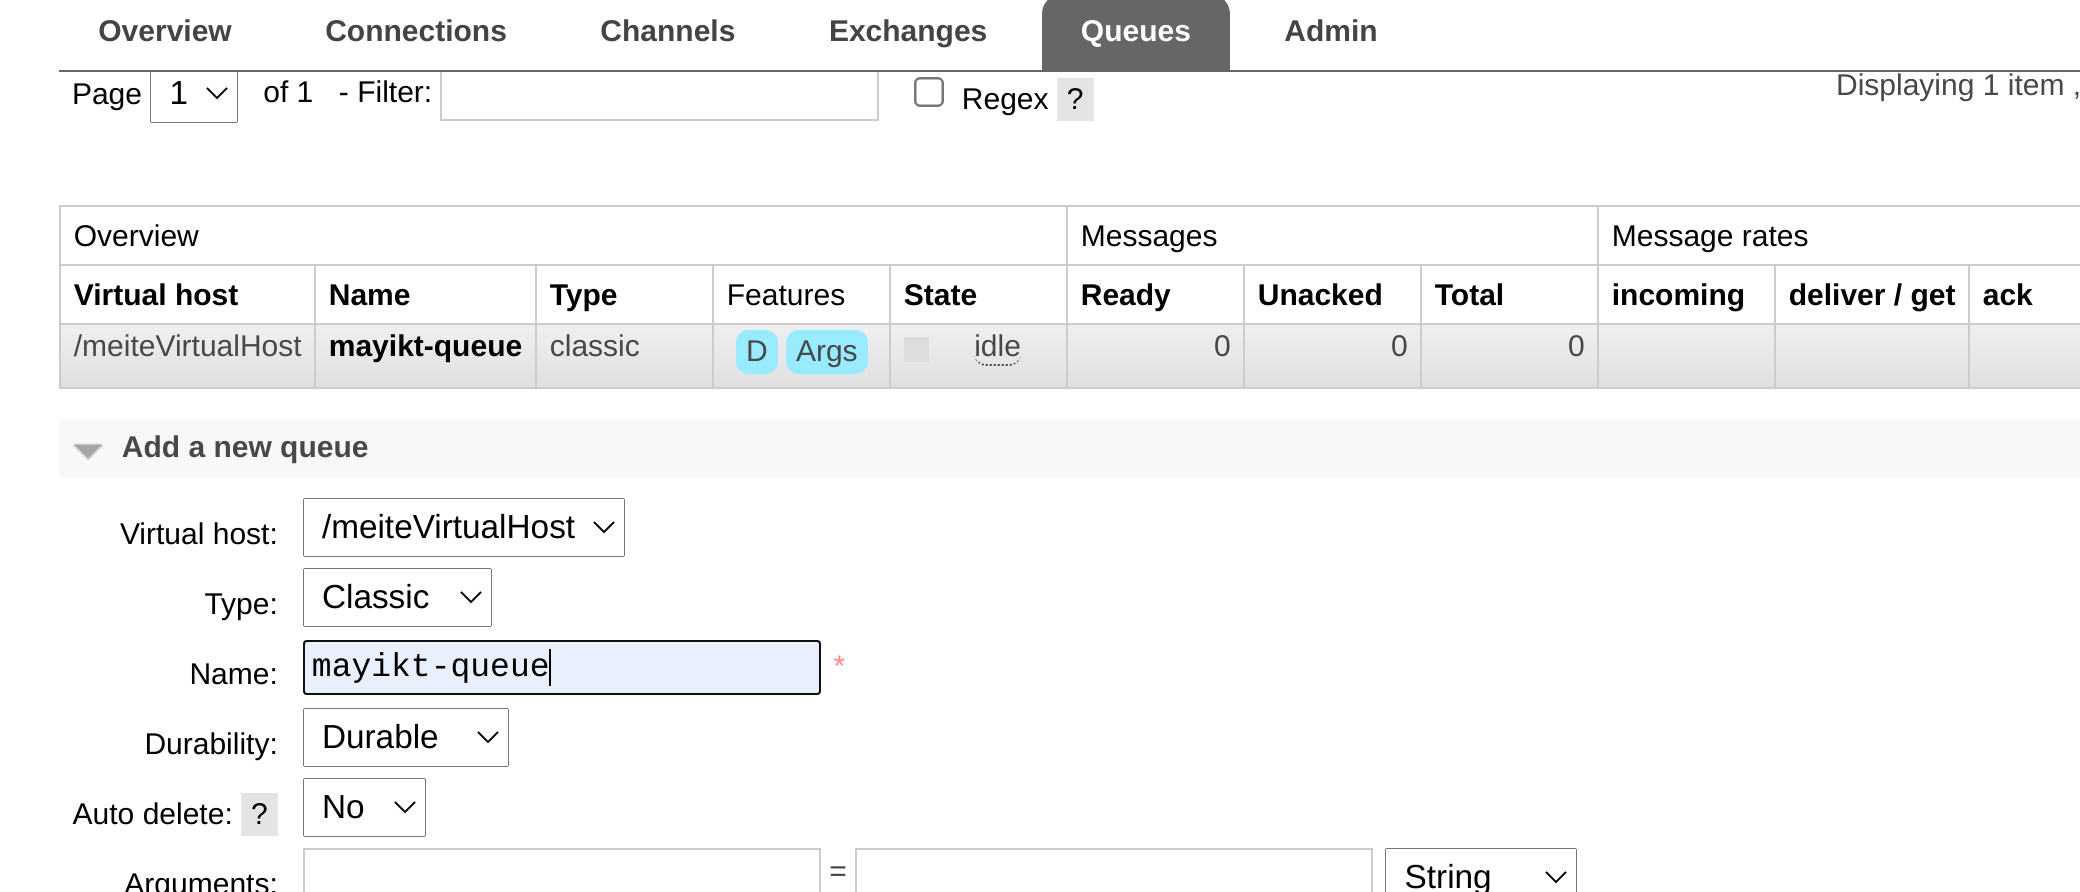 Overview Connections Channels Exchanges Queues Admin
Page 1 of 1 - Filter: Regex ? Displaying 1 item ,
Overview Messages Message rates
Virtual host Name Type Features State Ready Unacked Total incoming deliver / get ack
/meiteVirtualHost mayikt-queue classic D Args idle 0 0 0
Add a new queue
Virtual host: /meiteVirtualHost
Type: Classic
Name: mayikt-queue *
Durability: Durable
Auto delete: ? No
Arguments: = String